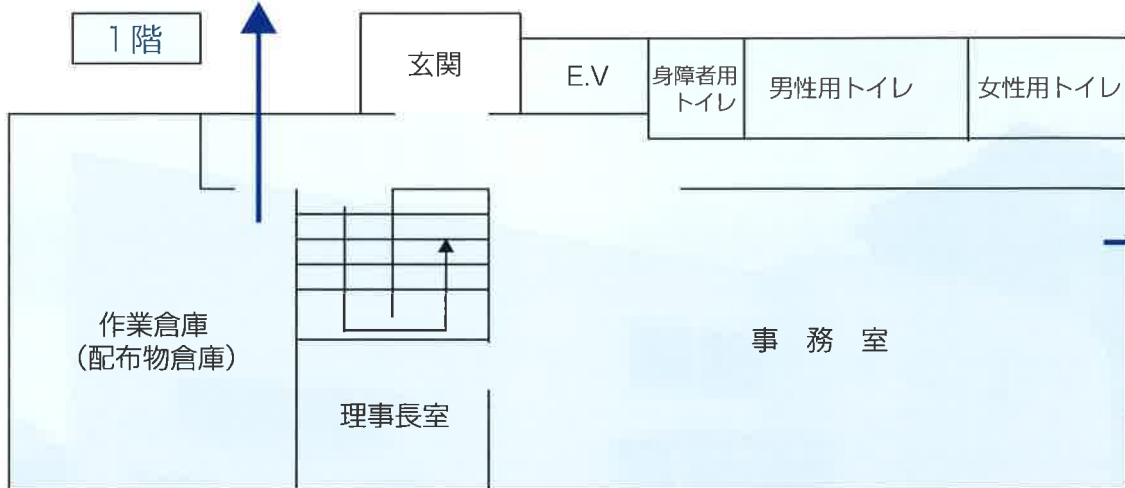 1階
玄関
E.V
身障者用
トイレ
男性用トイレ
女性用トイレ
作業倉庫
（配布物倉庫）
事　務　室
理事長室